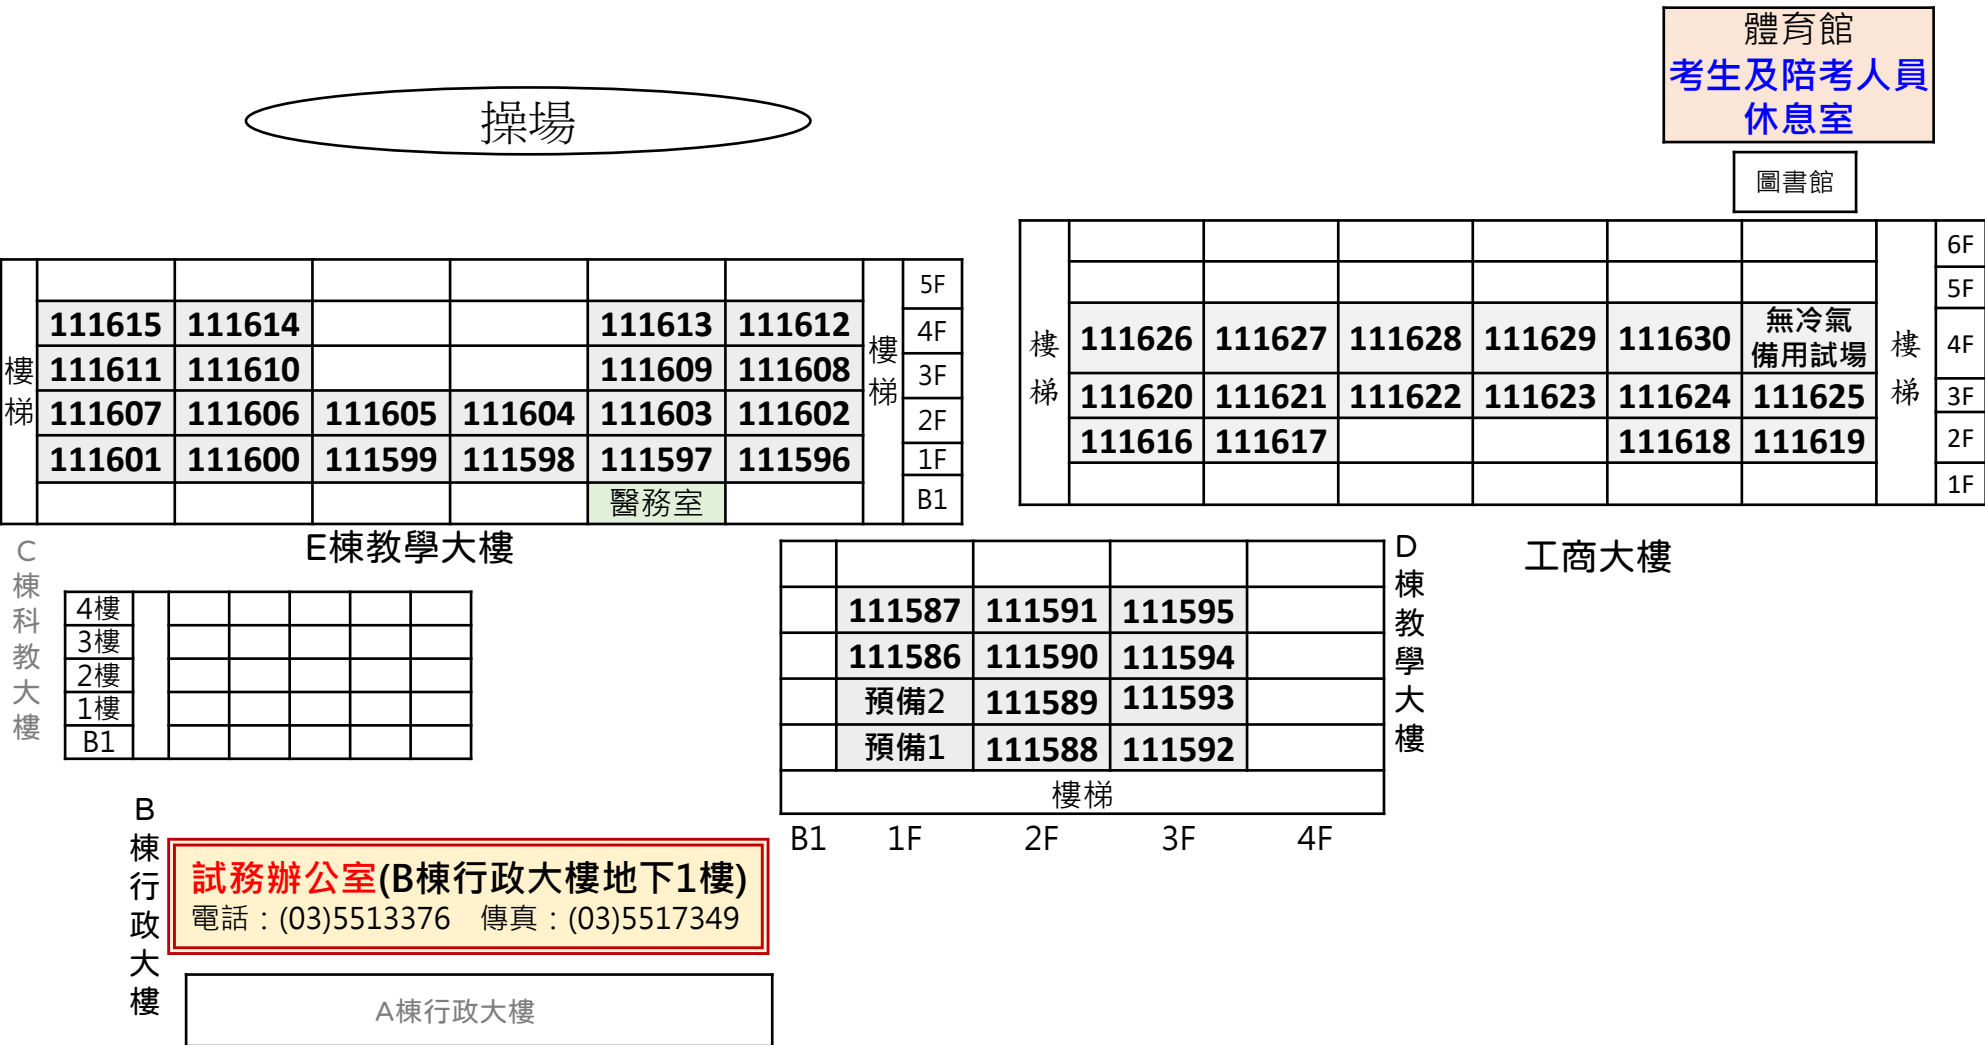 體育館
考生及陪考人員
休息室
操場
圖書館
5F
111615 111614 111613 111612 4F
111611 111610 111609 111608 3F
111607 111606 111605 111604 111603 111602 2F
111601 111600 111599 111598 111597 111596 1F
醫務室 B1
樓梯
樓梯
E棟教學大樓
6F
5F
111626 111627 111628 111629 111630 無冷氣備用試場 4F
111620 111621 111622 111623 111624 111625 3F
111616 111617 111618 111619 2F
1F
樓梯
樓梯
工商大樓
C棟科教大樓
4樓
3樓
2樓
1樓
B1
D棟教學大樓
111587 111591 111595
111586 111590 111594
預備2 111589 111593
預備1 111588 111592
樓梯
B1 1F 2F 3F 4F
B棟行政大樓
試務辦公室(B棟行政大樓地下1樓)
電話：(03)5513376 傳真：(03)5517349
A棟行政大樓